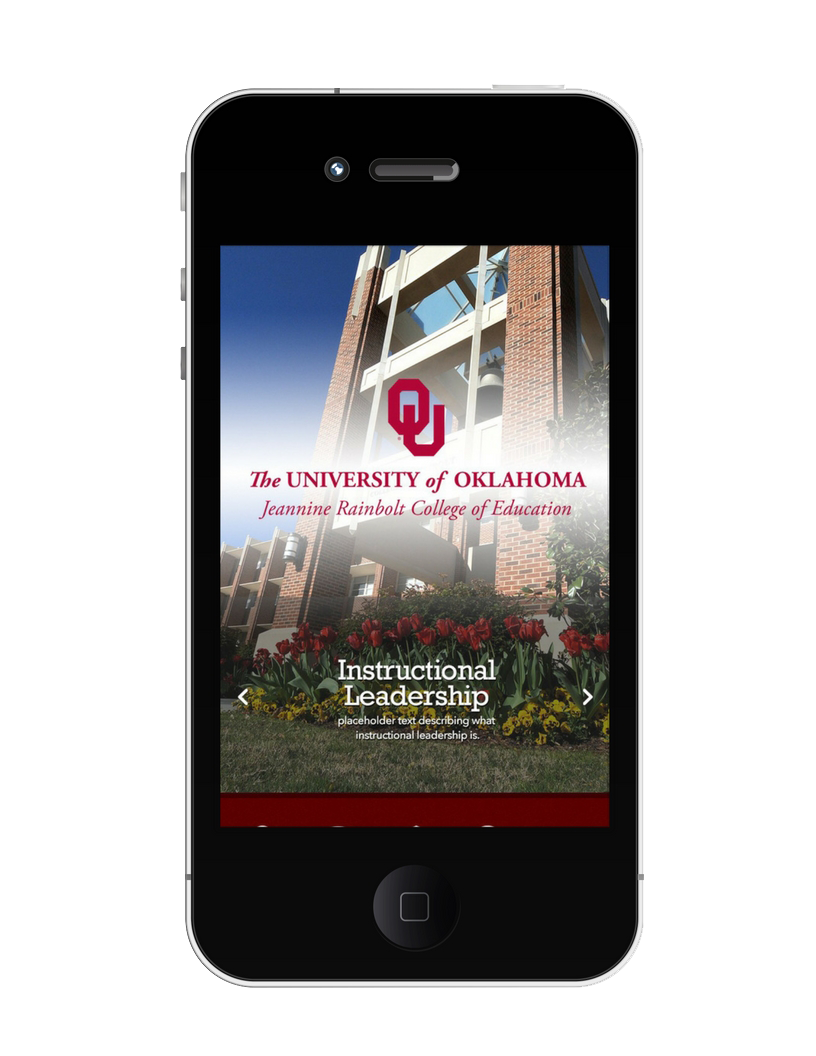 OU
The UNIVERSITY of OKLAHOMA
Jeannine Rainbolt College of Education
Instructional
Leadership
placeholder text describing what
instructional leadership is.